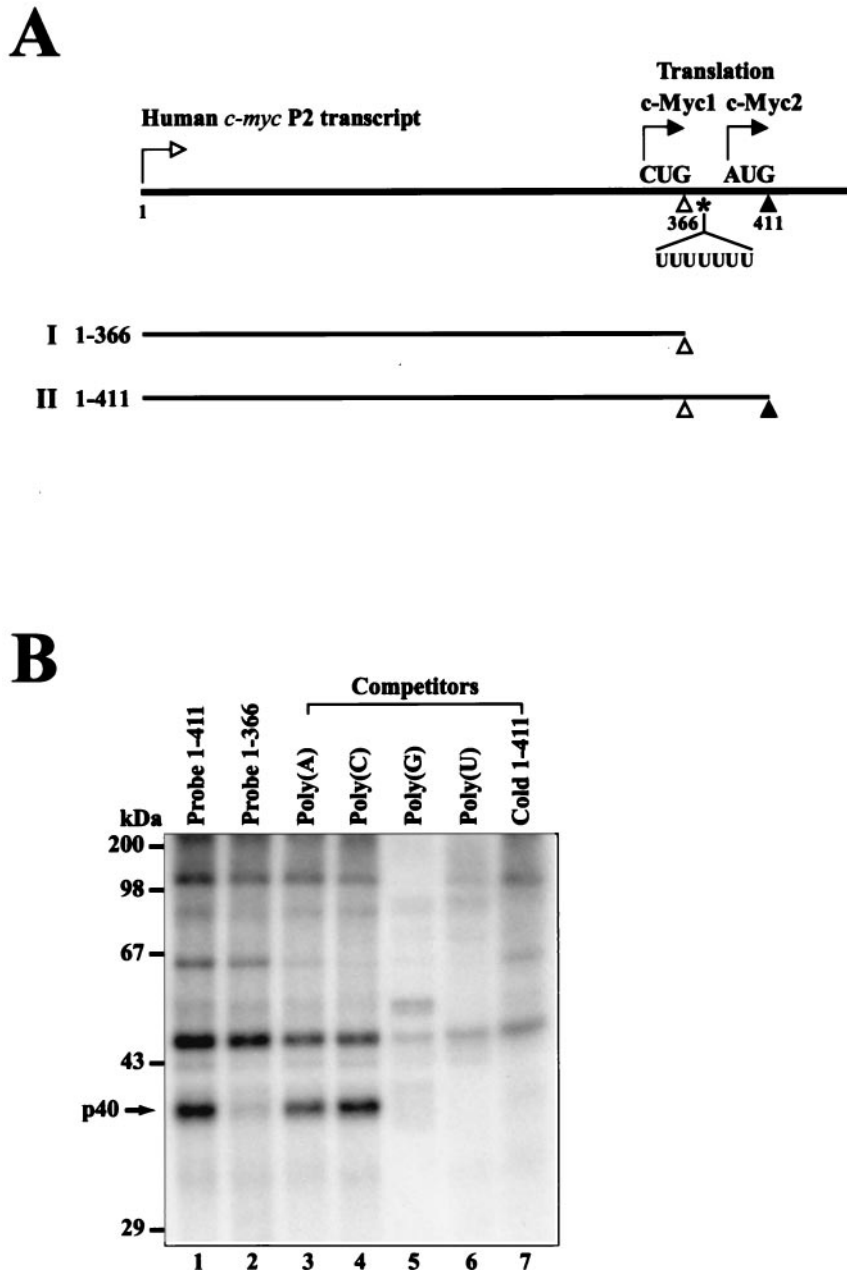 A
Translation
c-Myc1 c-Myc2
Human c-myc P2 transcript
CUG AUG
1
366 * 411
UUUUUUU
I 1-366
II 1-411
B
Competitors
Probe 1-411
Probe 1-366
Poly(A)
Poly(C)
Poly(G)
Poly(U)
Cold 1-411
kDa
200
98
67
43
p40
29
1 2 3 4 5 6 7